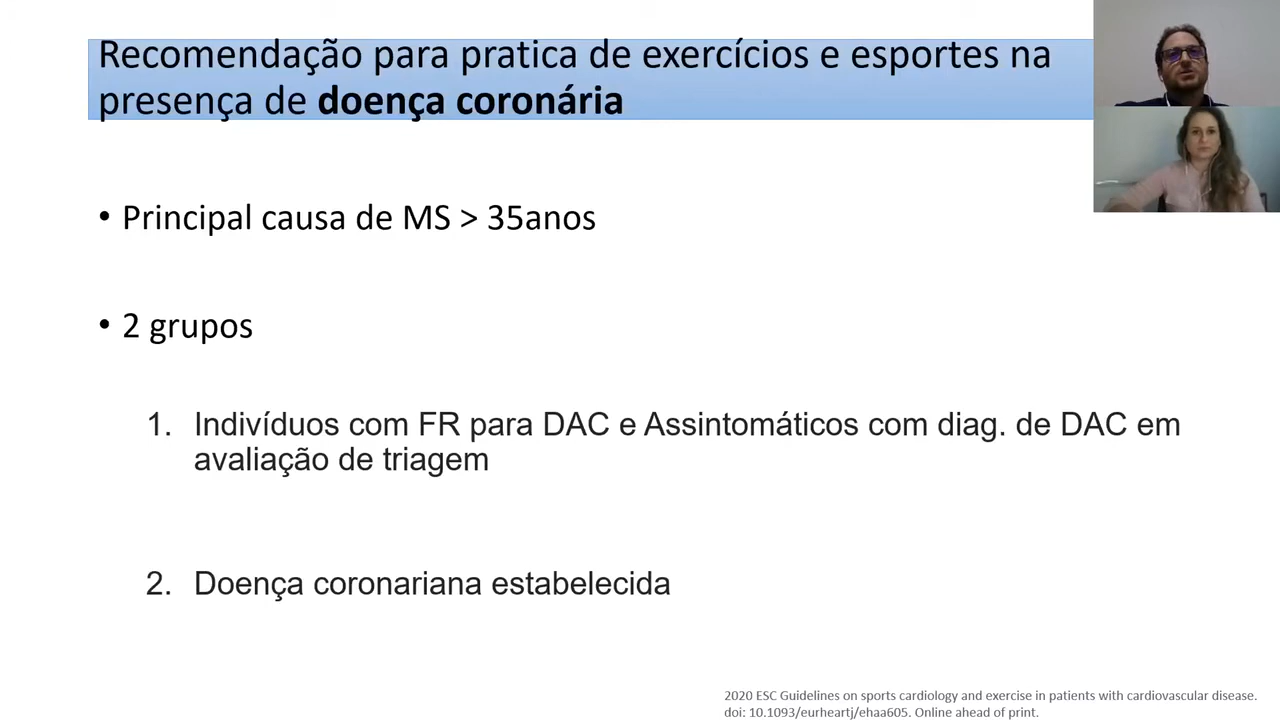 Recomendação para pratica de exercícios e esportes na
presença de doença coronária
• Principal causa de MS > 35anos
• 2 grupos
1. Indivíduos com FR para DAC e Assintomáticos com diag. de DAC em
avaliação de triagem
2. Doença coronariana estabelecida
2020 ESC Guidelines on sports cardiology and exercise in patients with cardiovascular disease.
doi: 10.1093/eurheartj/ehaa605. Online ahead of print.